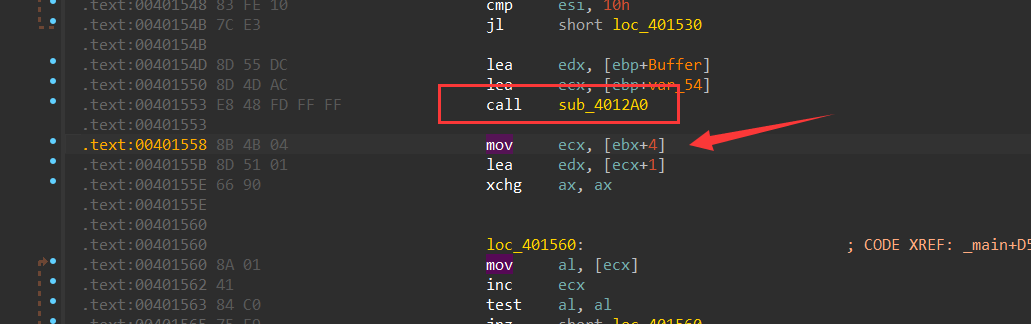 .text:00401548 83 FE 10 cmp esi, 10h
.text:0040154B 7C E3 jl short loc_401530
.text:0040154B
.text:0040154D 8D 55 DC lea edx, [ebp+Buffer]
.text:00401550 8D 4D AC lea ecx, [ebp+var_54]
.text:00401553 E8 48 FD FF FF call sub_4012A0
.text:00401553
.text:00401558 8B 4B 04 mov ecx, [ebx+4]
.text:0040155B 8D 51 01 lea edx, [ecx+1]
.text:0040155E 66 90 xchg ax, ax
.text:0040155E
.text:00401560
.text:00401560 loc_401560: ; CODE XREF: _main+D5
.text:00401560 8A 01 mov al, [ecx]
.text:00401562 41 inc ecx
.text:00401563 84 C0 test al, al
.text:00401565 75 F9 jnz short loc_401560